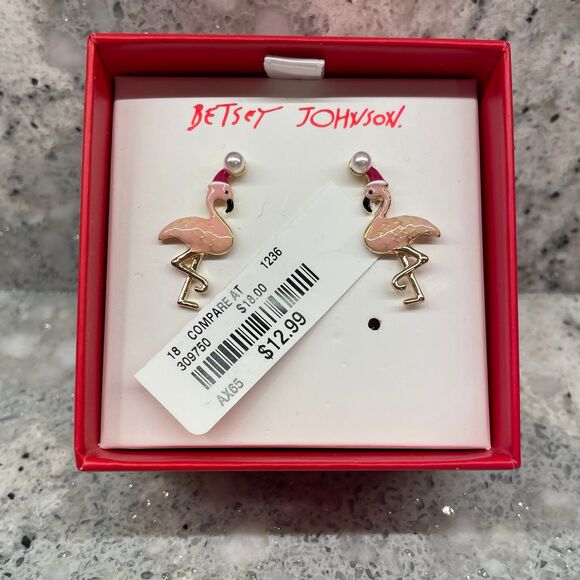 BETSEY JOHNSON.
18 COMPARE AT 1236
309750 $18.00
AX65 $12.99